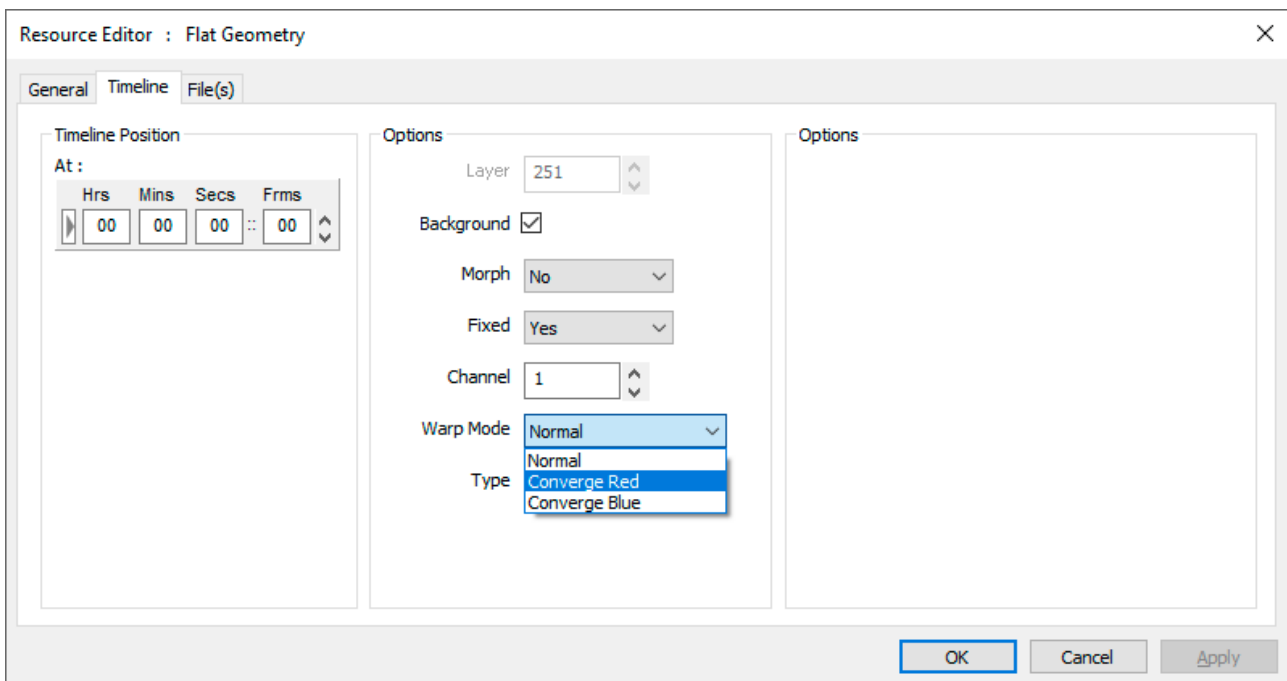 Resource Editor : Flat Geometry
General Timeline File(s)
Timeline Position
At :
Hrs Mins Secs Frms
00 00 00 :: 00
Options
Layer 251
Background
Morph No
Fixed Yes
Channel 1
Warp Mode Normal
Normal
Type Converge Red
Converge Blue
Options
OK Cancel Apply